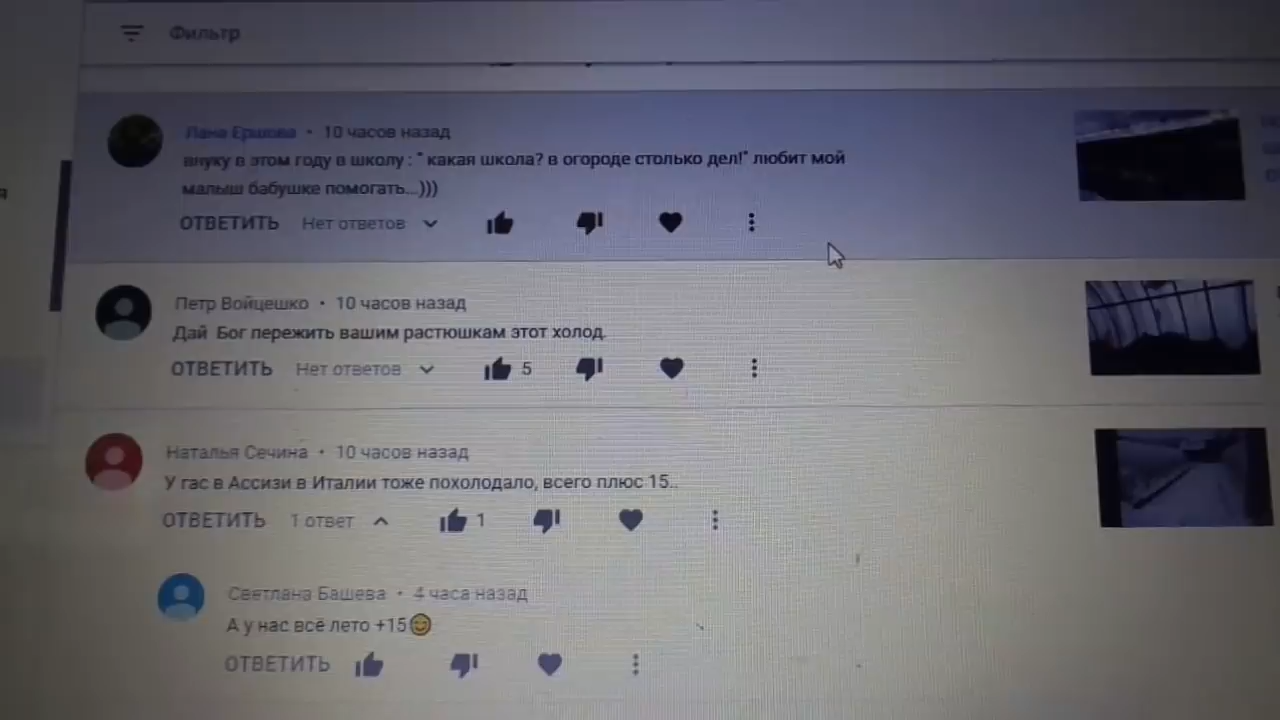 Фильтр
Лана Ершова • 10 часов назад
внуку в этом году в школу : " какая школа? в огороде столько дел!" любит мой
малыш бабушке помогать...)))
ОТВЕТИТЬ Нет ответов
Петр Войцешко • 10 часов назад
Дай Бог пережить вашим растюшкам этот холод.
ОТВЕТИТЬ Нет ответов 5
Наталья Сечина • 10 часов назад
У гас в Ассизи в Италии тоже похолодало, всего плюс 15..
ОТВЕТИТЬ 1 ответ 1
Светлана Башева • 4 часа назад
А у нас всё лето +15😊
ОТВЕТИТЬ